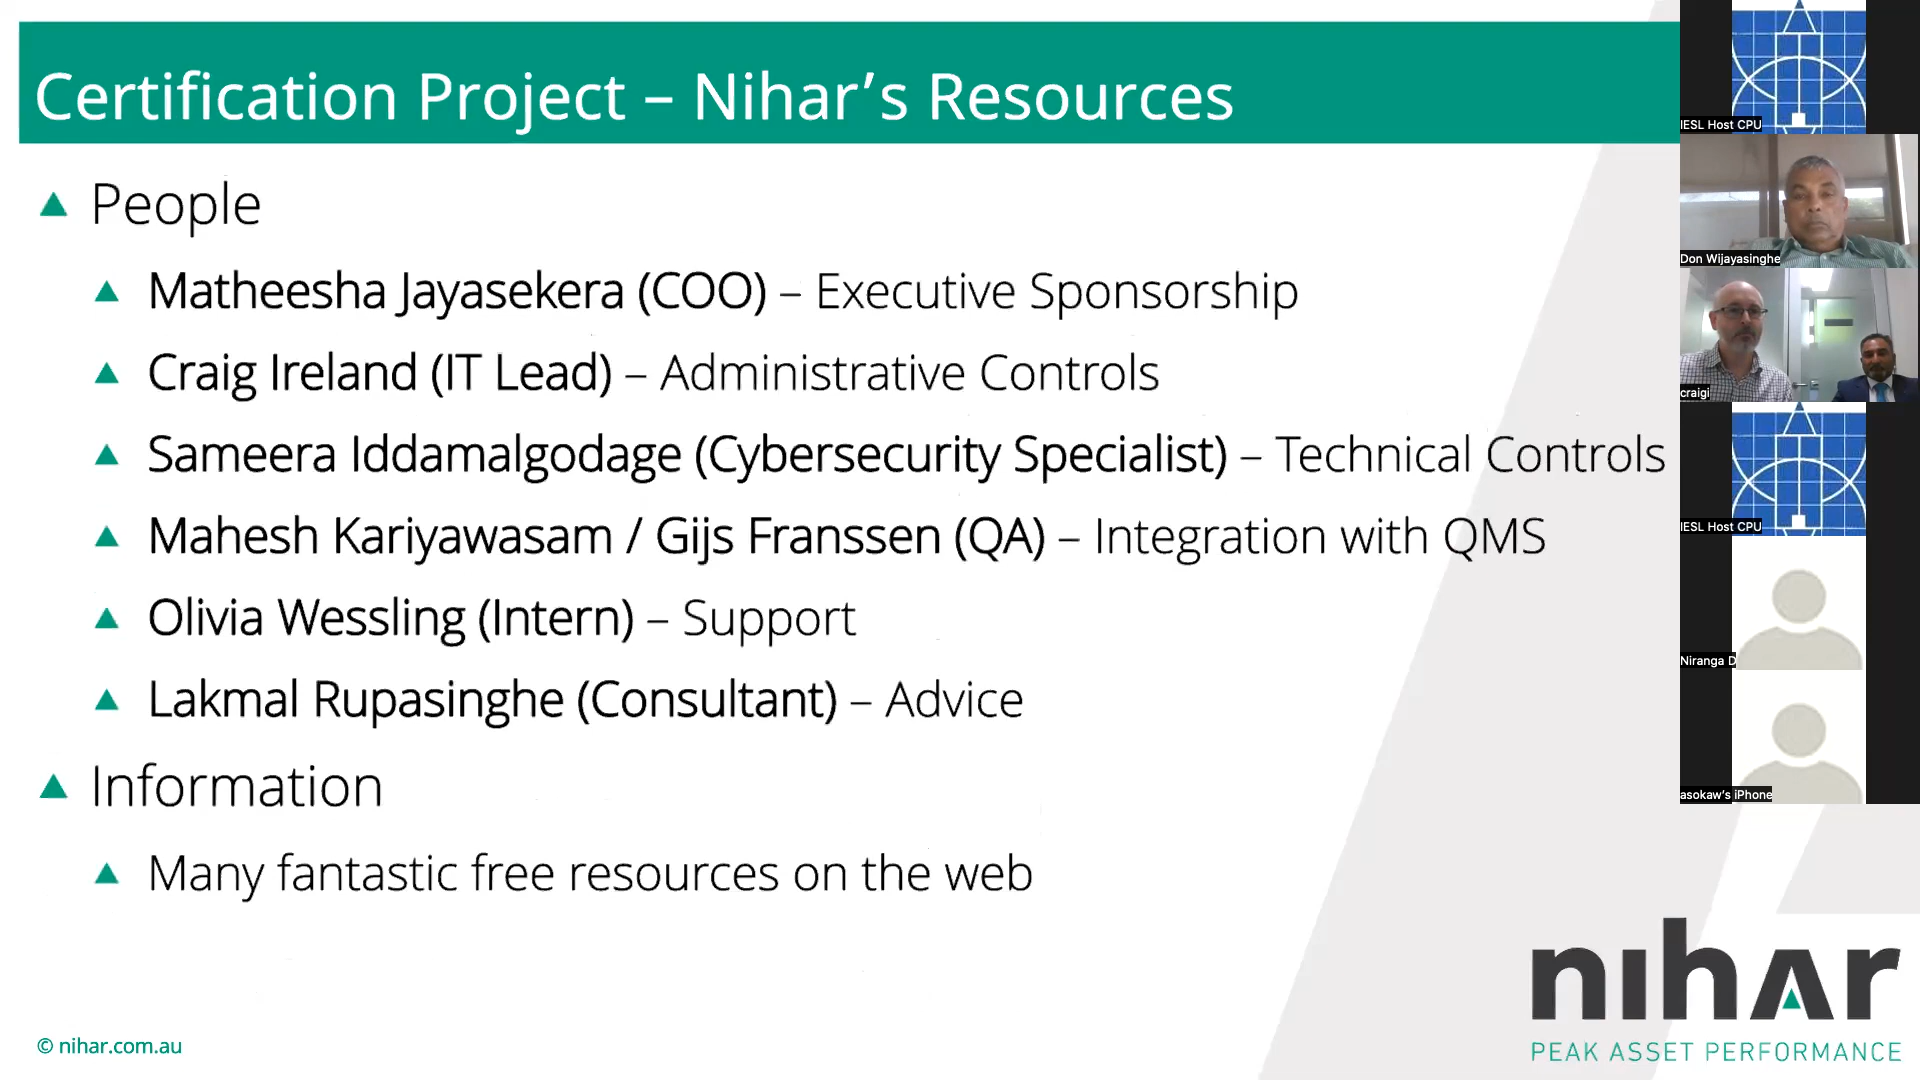 Certification Project – Nihar’s Resources
People
Matheesha Jayasekera (COO) – Executive Sponsorship
Craig Ireland (IT Lead) – Administrative Controls
Sameera Iddamalgodage (Cybersecurity Specialist) – Technical Controls
Mahesh Kariyawasam / Gijs Franssen (QA) – Integration with QMS
Olivia Wessling (Intern) – Support
Lakmal Rupasinghe (Consultant) – Advice
Information
Many fantastic free resources on the web
© nihar.com.au
nihar
PEAK ASSET PERFORMANCE
IESL Host CPU
Don Wijayasinghe
craigi
IESL Host CPU
Niranga D
asokaw’s iPhone